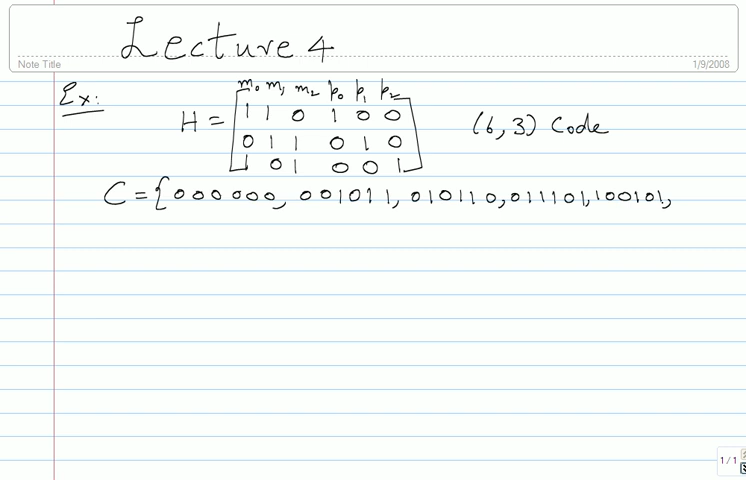 Lecture 4
Note Title
1/9/2008
Ex:
m₀ m₁ m₂ p₀ p₁ p₂
1 1 0 1 0 0
H = 0 1 1 0 1 0 (6,3) Code
1 0 1 0 0 1
C = { 000000, 001011, 010110, 011101, 100101,
1 / 1